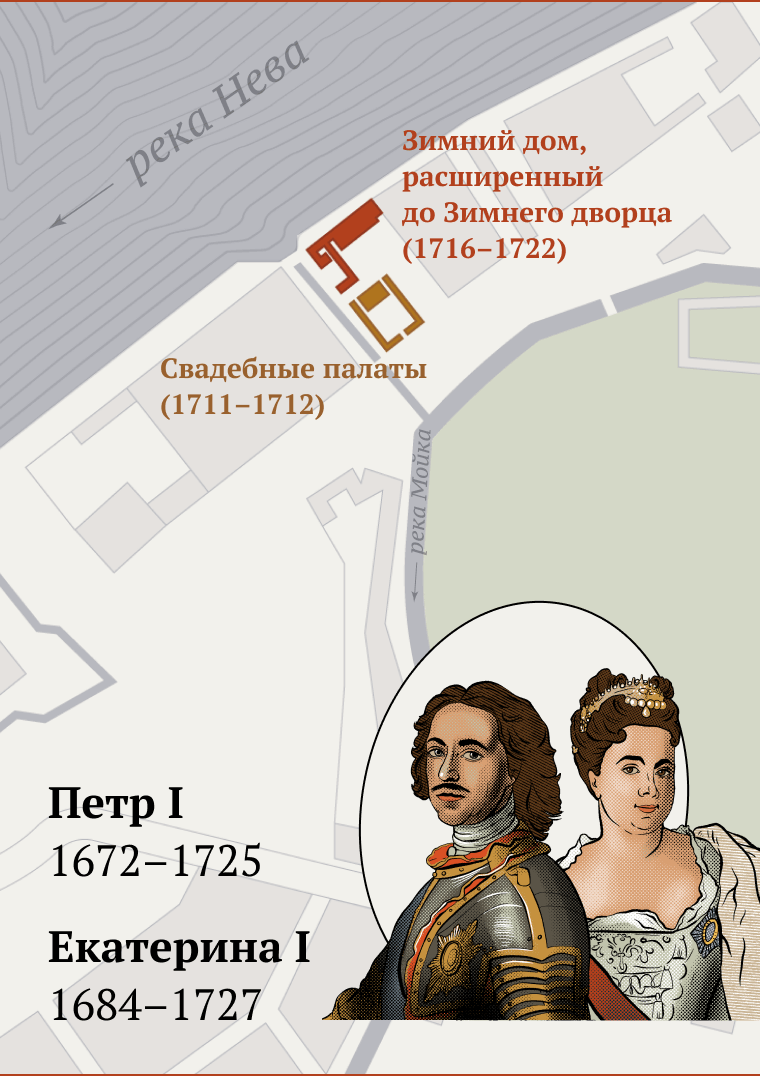 река Нева
Зимний дом,
расширенный
до Зимнего дворца
(1716–1722)
Свадебные палаты
(1711–1712)
река Мойка
Петр I
1672–1725
Екатерина I
1684–1727